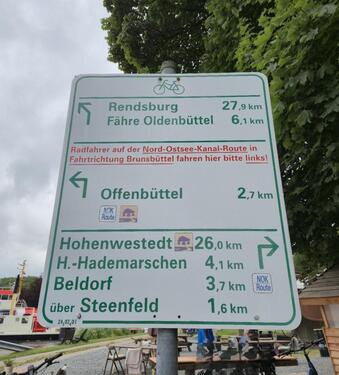 Rendsburg 27,9 km
Fähre Oldenbüttel 6,1 km
Radfahrer auf der Nord-Ostsee-Kanal-Route in
Fahrtrichtung Brunsbüttel fahren hier bitte links!
Offenbüttel 2,7 km
NOK
Route
Hohenwestedt 26,0 km
H.-Hademarschen 4,1 km
Beldorf 3,7 km
NOK
Route
über Steenfeld 1,6 km